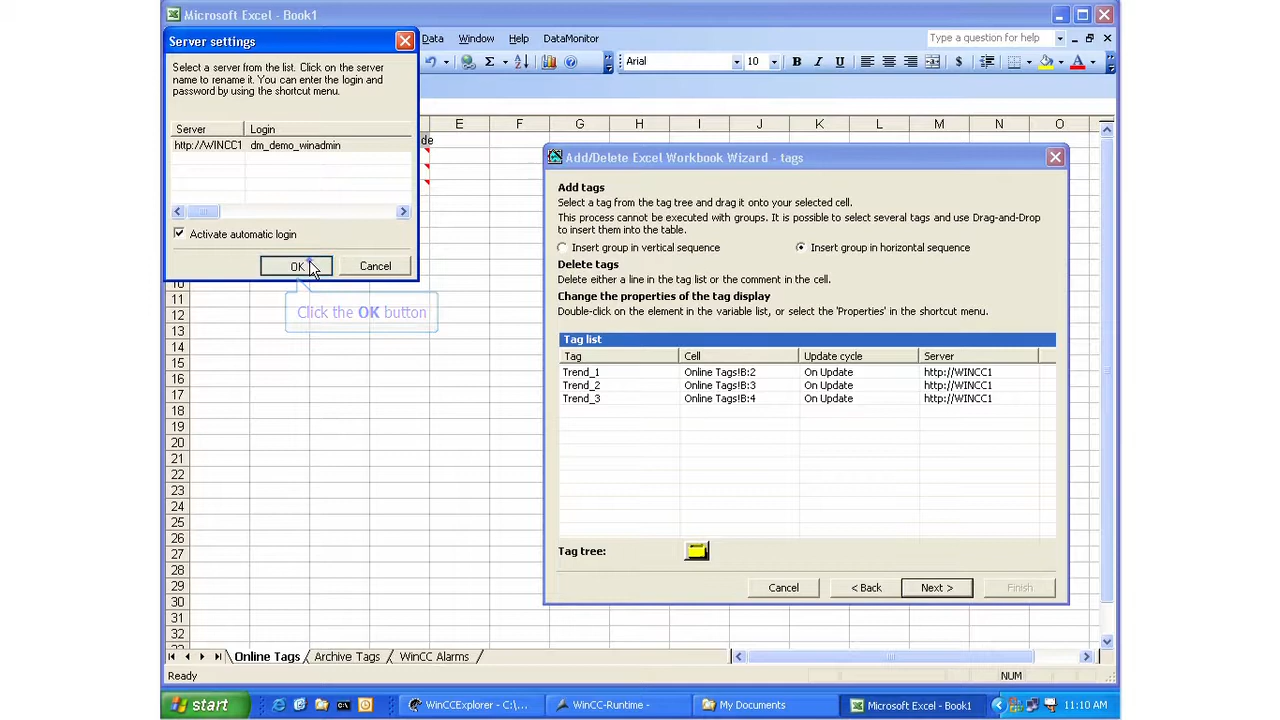 Microsoft Excel - Book1
Server settings
Select a server from the list. Click on the server
name to rename it. You can enter the login and
password by using the shortcut menu.
Server Login
http://WINCC1 dm_demo_winadmin
Activate automatic login
OK Cancel
Click the OK button
Data Window Help DataMonitor
Type a question for help
Arial 10 B I U $ A
E F G H I J K L M N O
de
Add/Delete Excel Workbook Wizard - tags
Add tags
Select a tag from the tag tree and drag it onto your selected cell.
This process cannot be executed with groups. It is possible to select several tags and use Drag-and-Drop
to insert them into the table.
Insert group in vertical sequence Insert group in horizontal sequence
Delete tags
Delete either a line in the tag list or the comment in the cell.
Change the properties of the tag display
Double-click on the element in the variable list, or select the 'Properties' in the shortcut menu.
Tag list
Tag Cell Update cycle Server
Trend_1 Online Tags!B:2 On Update http://WINCC1
Trend_2 Online Tags!B:3 On Update http://WINCC1
Trend_3 Online Tags!B:4 On Update http://WINCC1
Tag tree:
Cancel < Back Next > Finish
10
11
12
13
14
15
16
17
18
19
20
21
22
23
24
25
26
27
28
29
30
31
32
Online Tags Archive Tags WinCC Alarms
Ready NUM
start WinCCExplorer - C:\... WinCC-Runtime - My Documents Microsoft Excel - Book1 11:10 AM